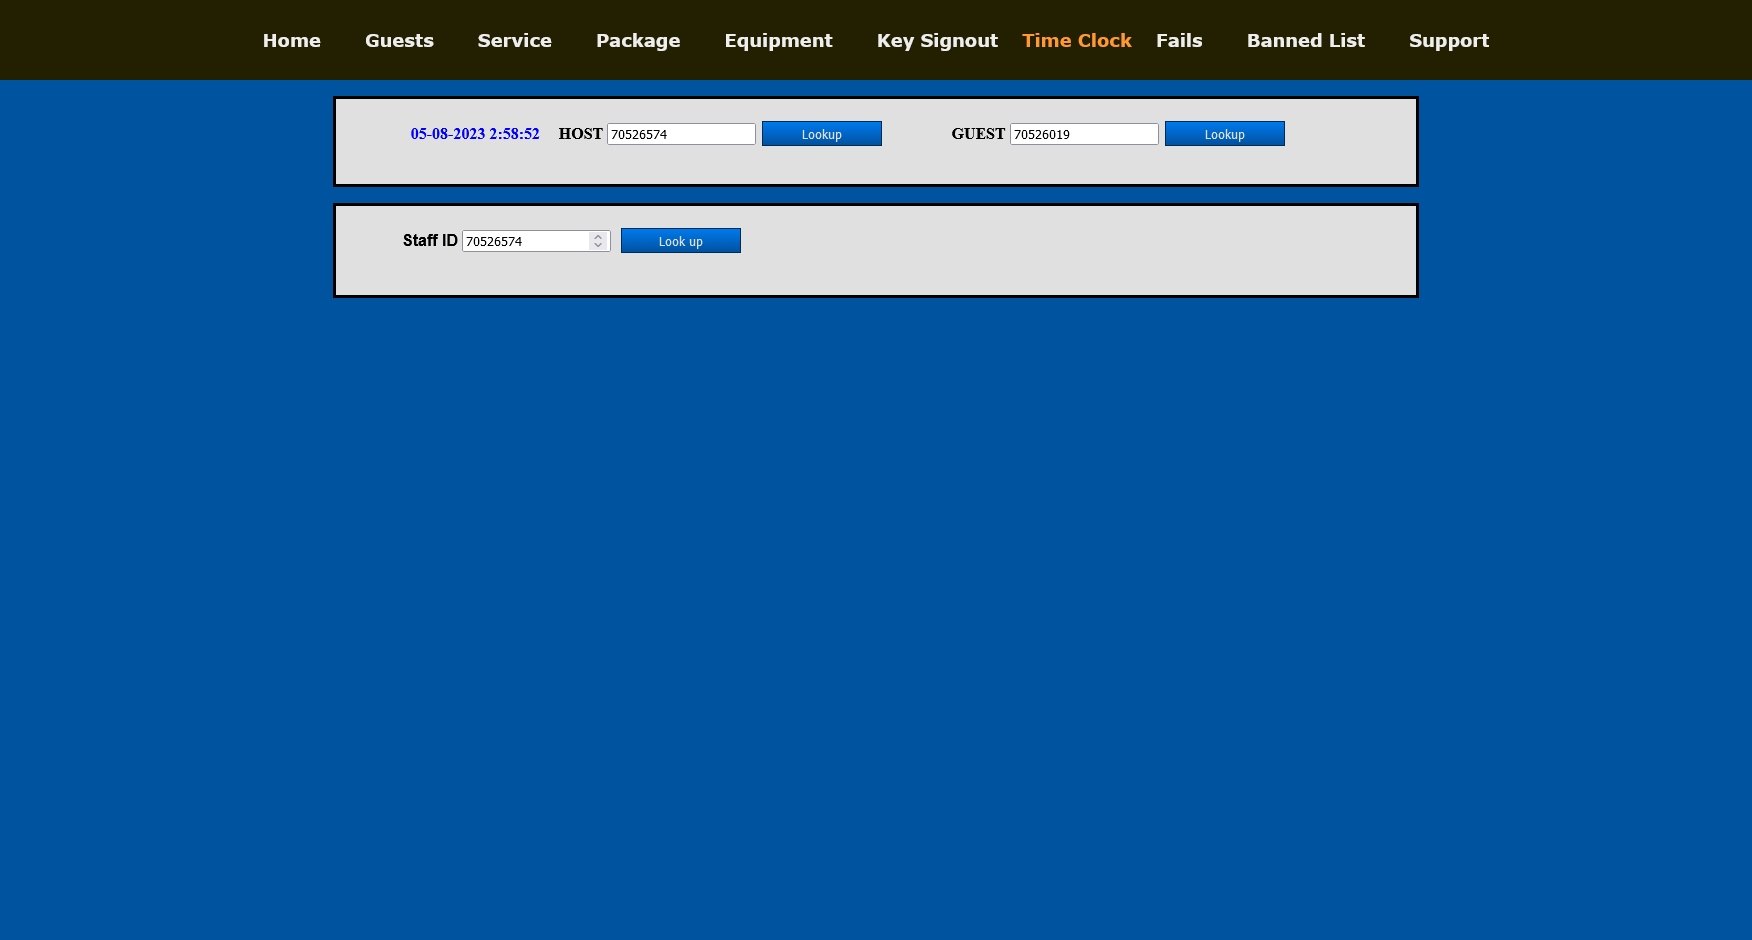 Home Guests Service Package Equipment Key Signout Time Clock Fails Banned List Support
05-08-2023 2:58:52 HOST 70526574 Lookup GUEST 70526019 Lookup
Staff ID 70526574 Look up